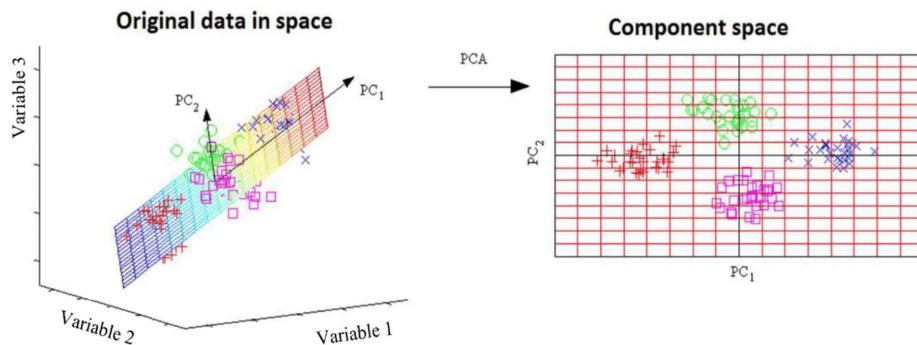 Original data in space
Component space
Variable 3
PC2
PC1
PCA
PC2
PC1
Variable 2
Variable 1